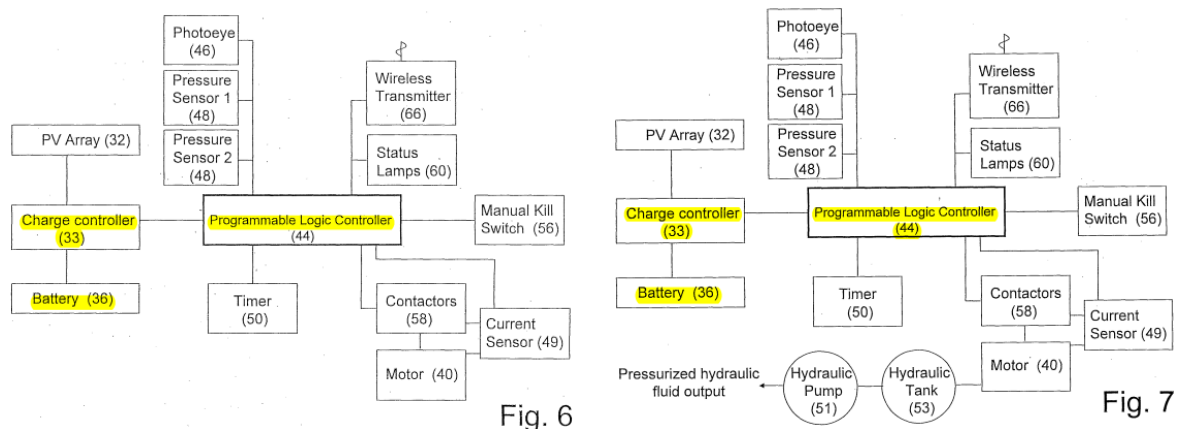 Photoeye
(46)
Pressure
Sensor 1
(48)
Pressure
Sensor 2
(48)
Wireless
Transmitter
(66)
Status
Lamps (60)
PV Array (32)
Charge controller
(33)
Battery (36)
Programmable Logic Controller
(44)
Manual Kill
Switch (56)
Timer
(50)
Contactors
(58)
Current
Sensor (49)
Motor (40)
Fig. 6
Photoeye
(46)
Pressure
Sensor 1
(48)
Pressure
Sensor 2
(48)
Wireless
Transmitter
(66)
Status
Lamps (60)
PV Array (32)
Charge controller
(33)
Battery (36)
Programmable Logic Controller
(44)
Manual Kill
Switch (56)
Timer
(50)
Contactors
(58)
Current
Sensor (49)
Motor (40)
Hydraulic
Tank
(53)
Hydraulic
Pump
(51)
Pressurized hydraulic
fluid output
Fig. 7